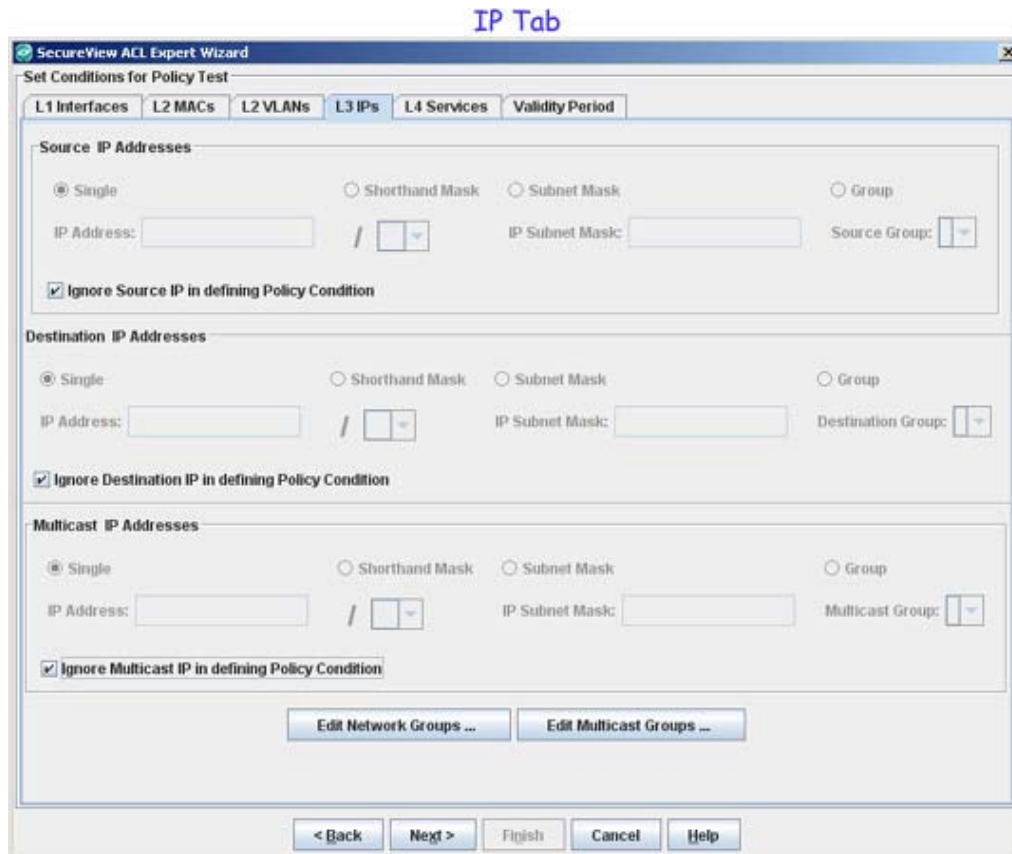 IP Tab
SecureView ACL Expert Wizard
Set Conditions for Policy Test
L1 Interfaces L2 MACs L2 VLANs L3 IPs L4 Services Validity Period
Source IP Addresses
Single Shorthand Mask Subnet Mask Group
IP Address: / IP Subnet Mask: Source Group:
Ignore Source IP in defining Policy Condition
Destination IP Addresses
Single Shorthand Mask Subnet Mask Group
IP Address: / IP Subnet Mask: Destination Group:
Ignore Destination IP in defining Policy Condition
Multicast IP Addresses
Single Shorthand Mask Subnet Mask Group
IP Address: / IP Subnet Mask: Multicast Group:
Ignore Multicast IP in defining Policy Condition
Edit Network Groups ... Edit Multicast Groups ...
< Back Next > Finish Cancel Help